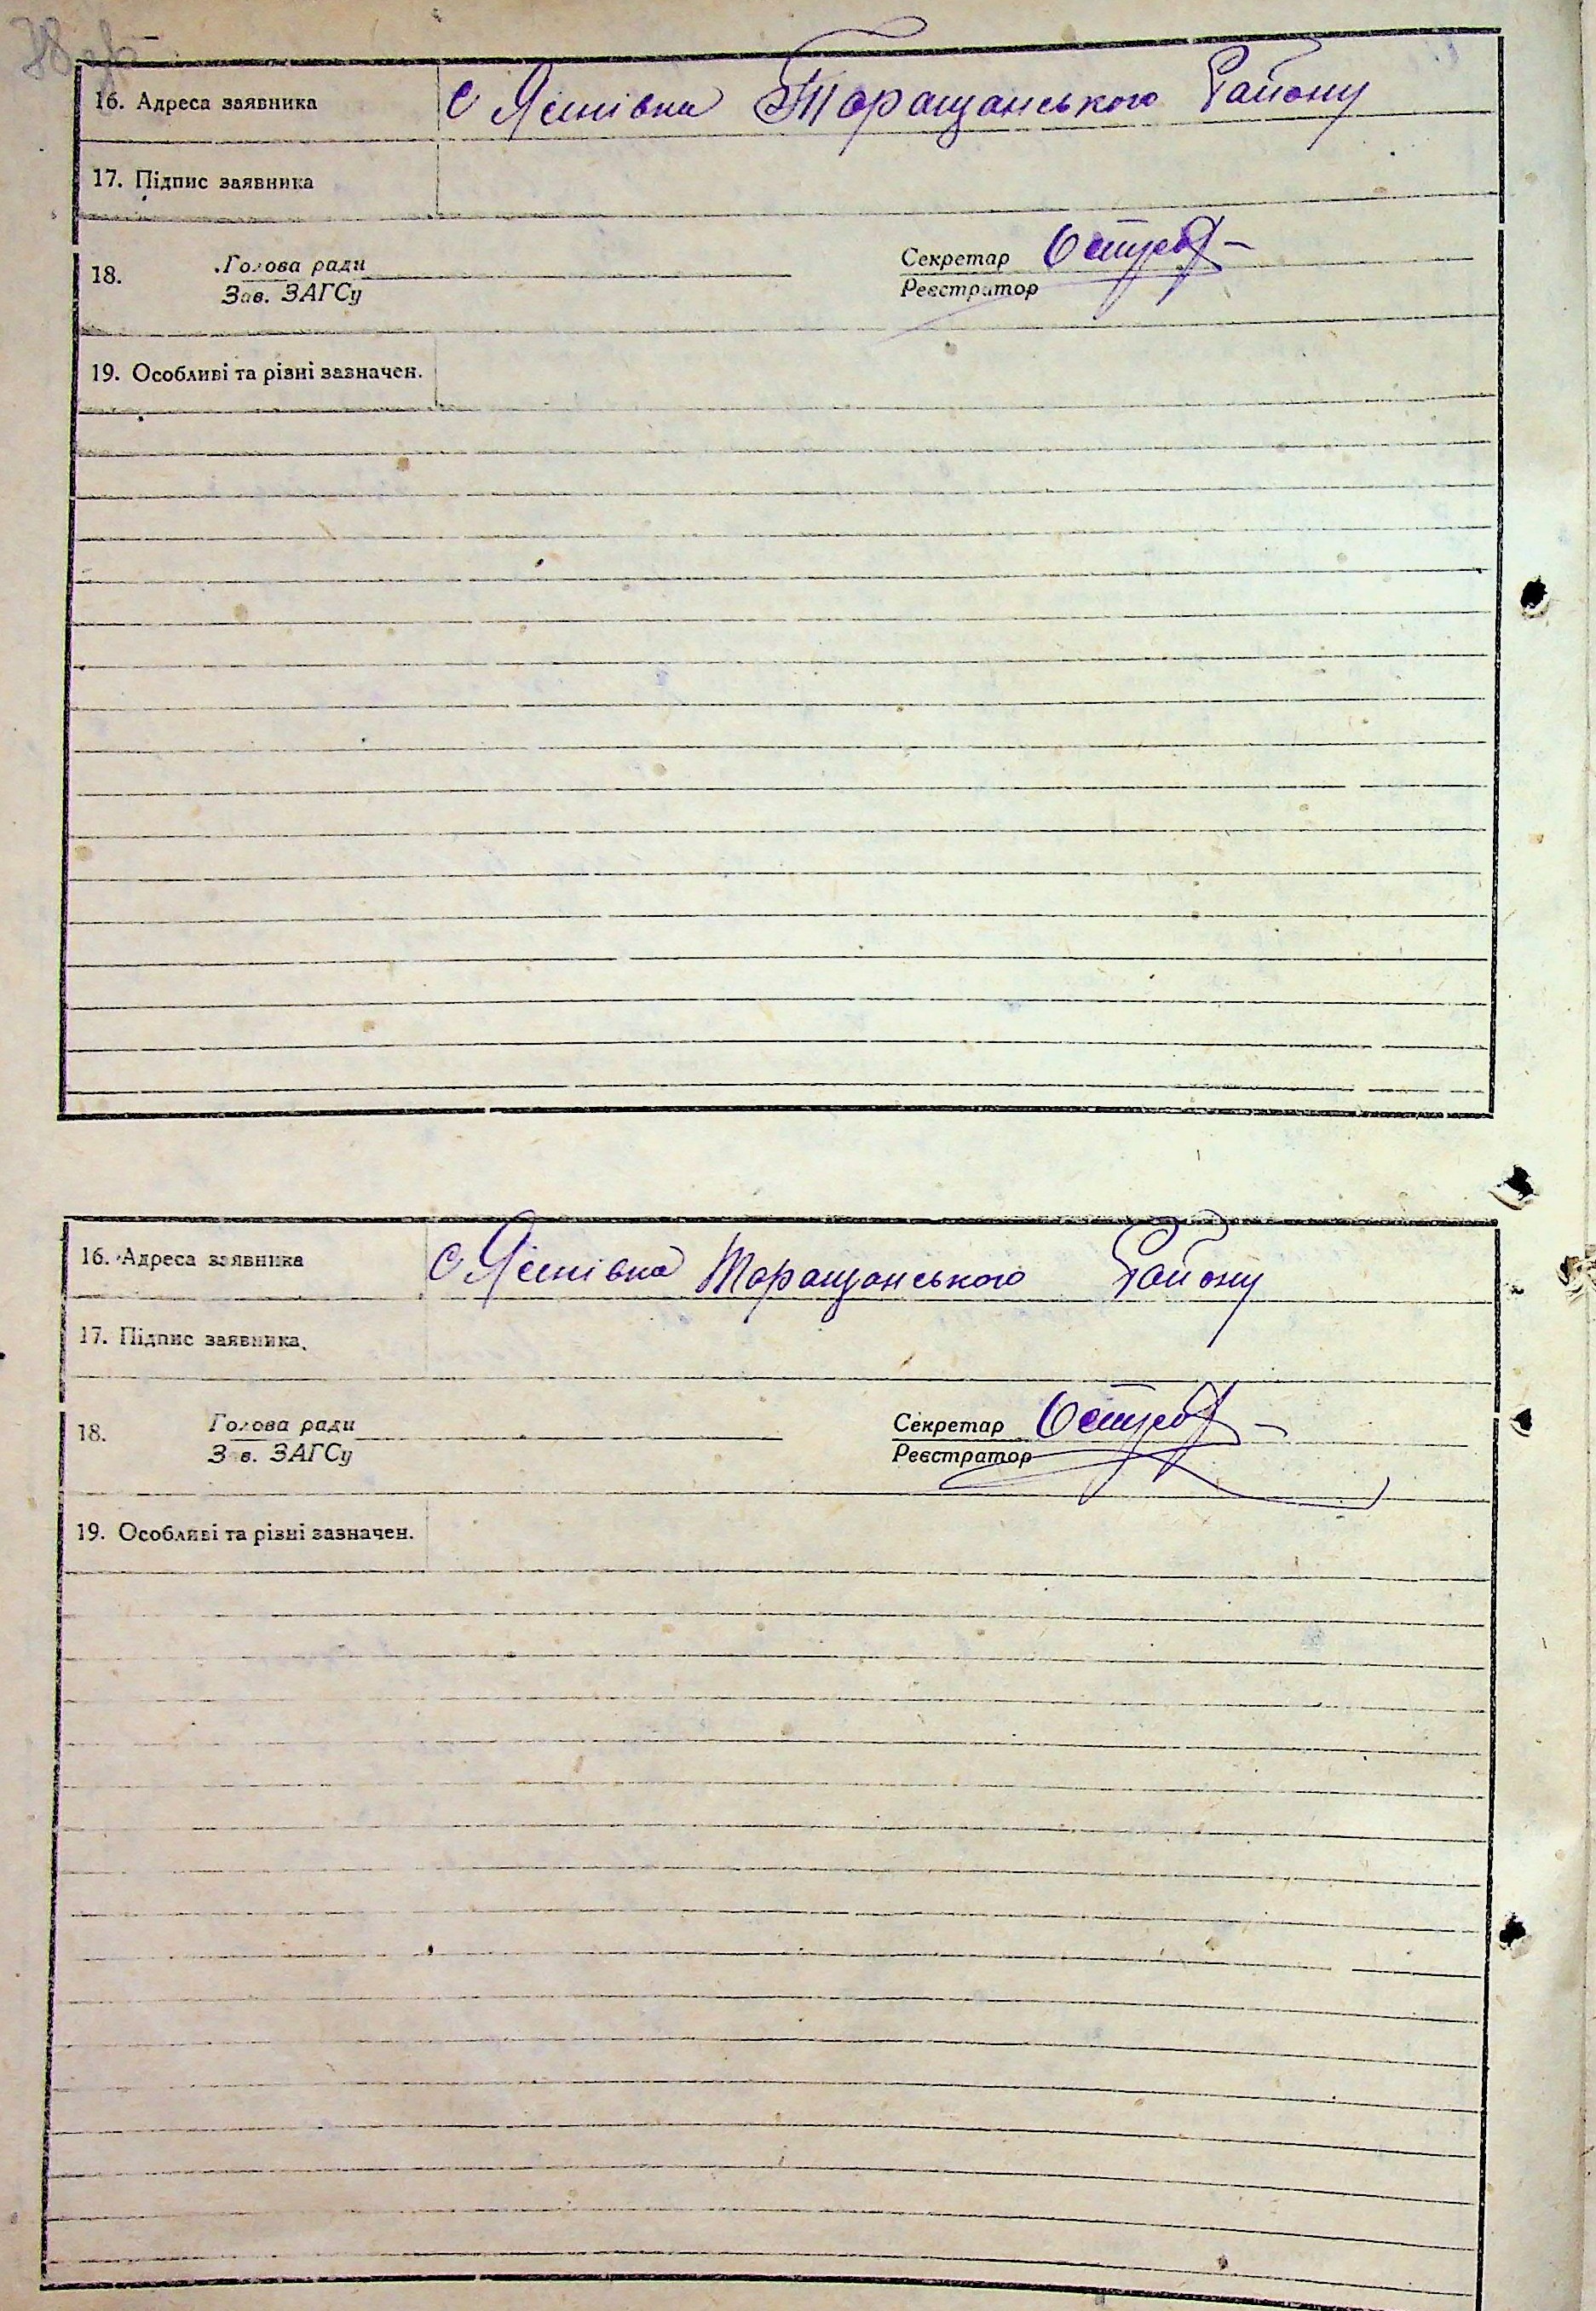 16. Адреса заявника С Яснівка Таращанського Району
17. Підпис заявника
18. Голова ради Секретар
Зав. ЗАГСу Реєстратор
19. Особливі та різні зазначен.
16. Адреса заявника С Яснівка Таращанського Району
17. Підпис заявника
18. Голова ради Секретар
Зав. ЗАГСу Реєстратор
19. Особливі та різні зазначен.